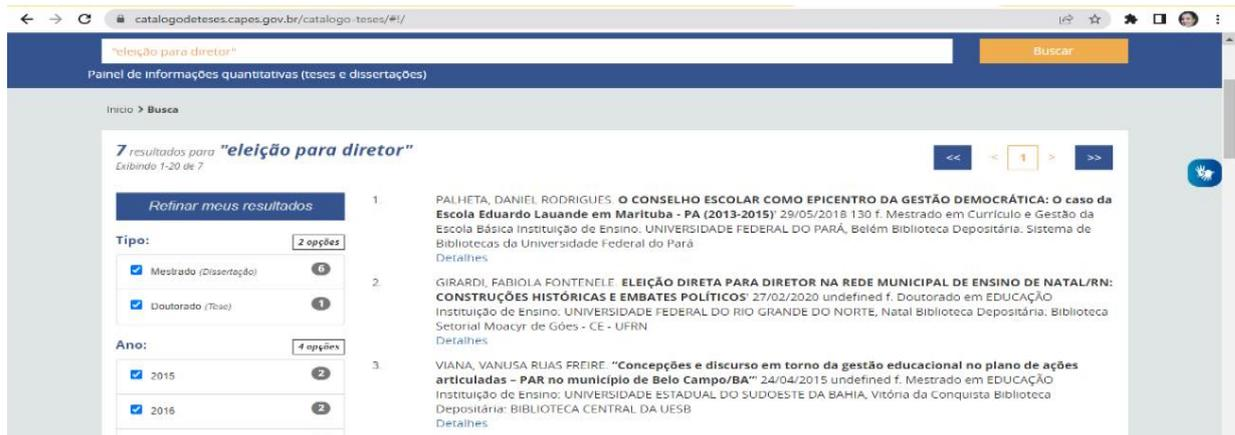 catalogodeteses.capes.gov.br/catalogo-teses/#!/
"eleição para diretor"
Buscar
Painel de informações quantitativas (teses e dissertações)
Início > Busca
7 resultados para "eleição para diretor"
Exibindo 1-20 de 7
<< < 1 > >>
Refinar meus resultados
Tipo: 2 opções
Mestrado (Dissertação) 6
Doutorado (Tese) 1
Ano: 4 opções
2015 2
2016 2
1. PALHETA, DANIEL RODRIGUES. O CONSELHO ESCOLAR COMO EPICENTRO DA GESTÃO DEMOCRÁTICA: O caso da
Escola Eduardo Lauande em Marituba - PA (2013-2015)' 29/05/2018 130 f. Mestrado em Currículo e Gestão da
Escola Básica Instituição de Ensino: UNIVERSIDADE FEDERAL DO PARÁ, Belém Biblioteca Depositária: Sistema de
Bibliotecas da Universidade Federal do Pará
Detalhes
2. GIRARDI, FABIOLA FONTENELE. ELEIÇÃO DIRETA PARA DIRETOR NA REDE MUNICIPAL DE ENSINO DE NATAL/RN:
CONSTRUÇÕES HISTÓRICAS E EMBATES POLÍTICOS' 27/02/2020 undefined f. Doutorado em EDUCAÇÃO
Instituição de Ensino: UNIVERSIDADE FEDERAL DO RIO GRANDE DO NORTE, Natal Biblioteca Depositária: Biblioteca
Setorial Moacyr de Góes - CE - UFRN
Detalhes
3. VIANA, VANUSA RUAS FREIRE. "Concepções e discurso em torno da gestão educacional no plano de ações
articuladas – PAR no município de Belo Campo/BA"' 24/04/2015 undefined f. Mestrado em EDUCAÇÃO
Instituição de Ensino: UNIVERSIDADE ESTADUAL DO SUDOESTE DA BAHIA, Vitória da Conquista Biblioteca
Depositária: BIBLIOTECA CENTRAL DA UESB
Detalhes